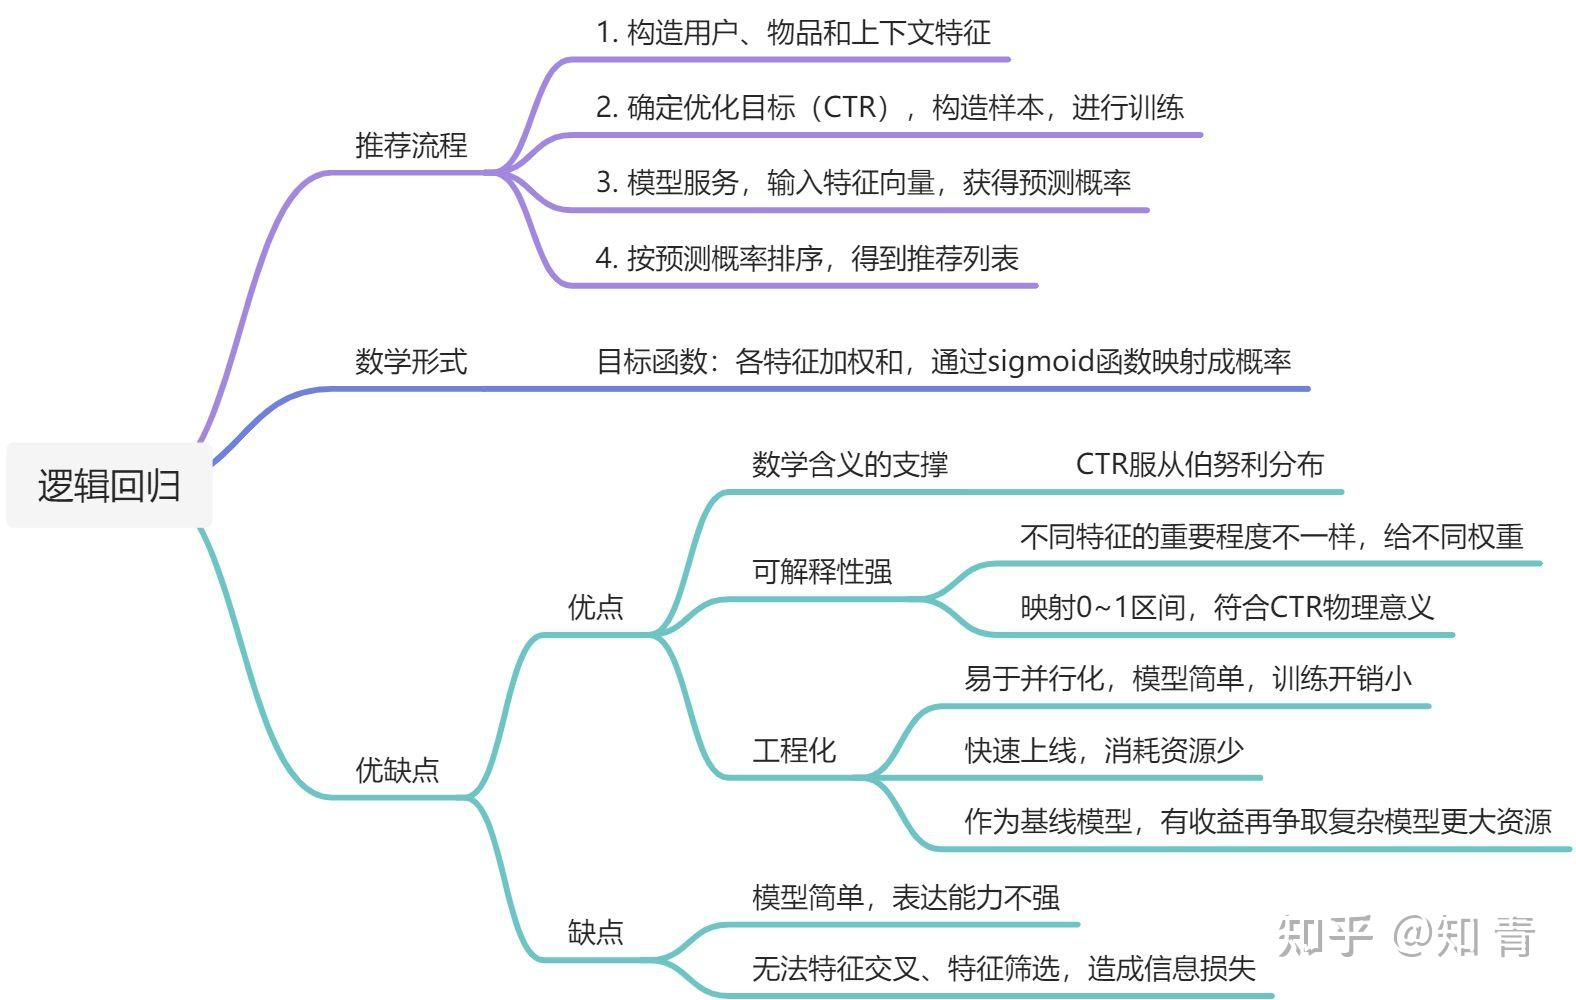 1. 构造用户、物品和上下文特征
2. 确定优化目标（CTR），构造样本，进行训练
推荐流程
3. 模型服务，输入特征向量，获得预测概率
4. 按预测概率排序，得到推荐列表
数学形式
目标函数：各特征加权和，通过sigmoid函数映射成概率
逻辑回归
数学含义的支撑
CTR服从伯努利分布
不同特征的重要程度不一样，给不同权重
可解释性强
映射0~1区间，符合CTR物理意义
优点
易于并行化，模型简单，训练开销小
工程化
快速上线，消耗资源少
作为基线模型，有收益再争取复杂模型更大资源
优缺点
模型简单，表达能力不强
缺点
无法特征交叉、特征筛选，造成信息损失
知乎 @知 青